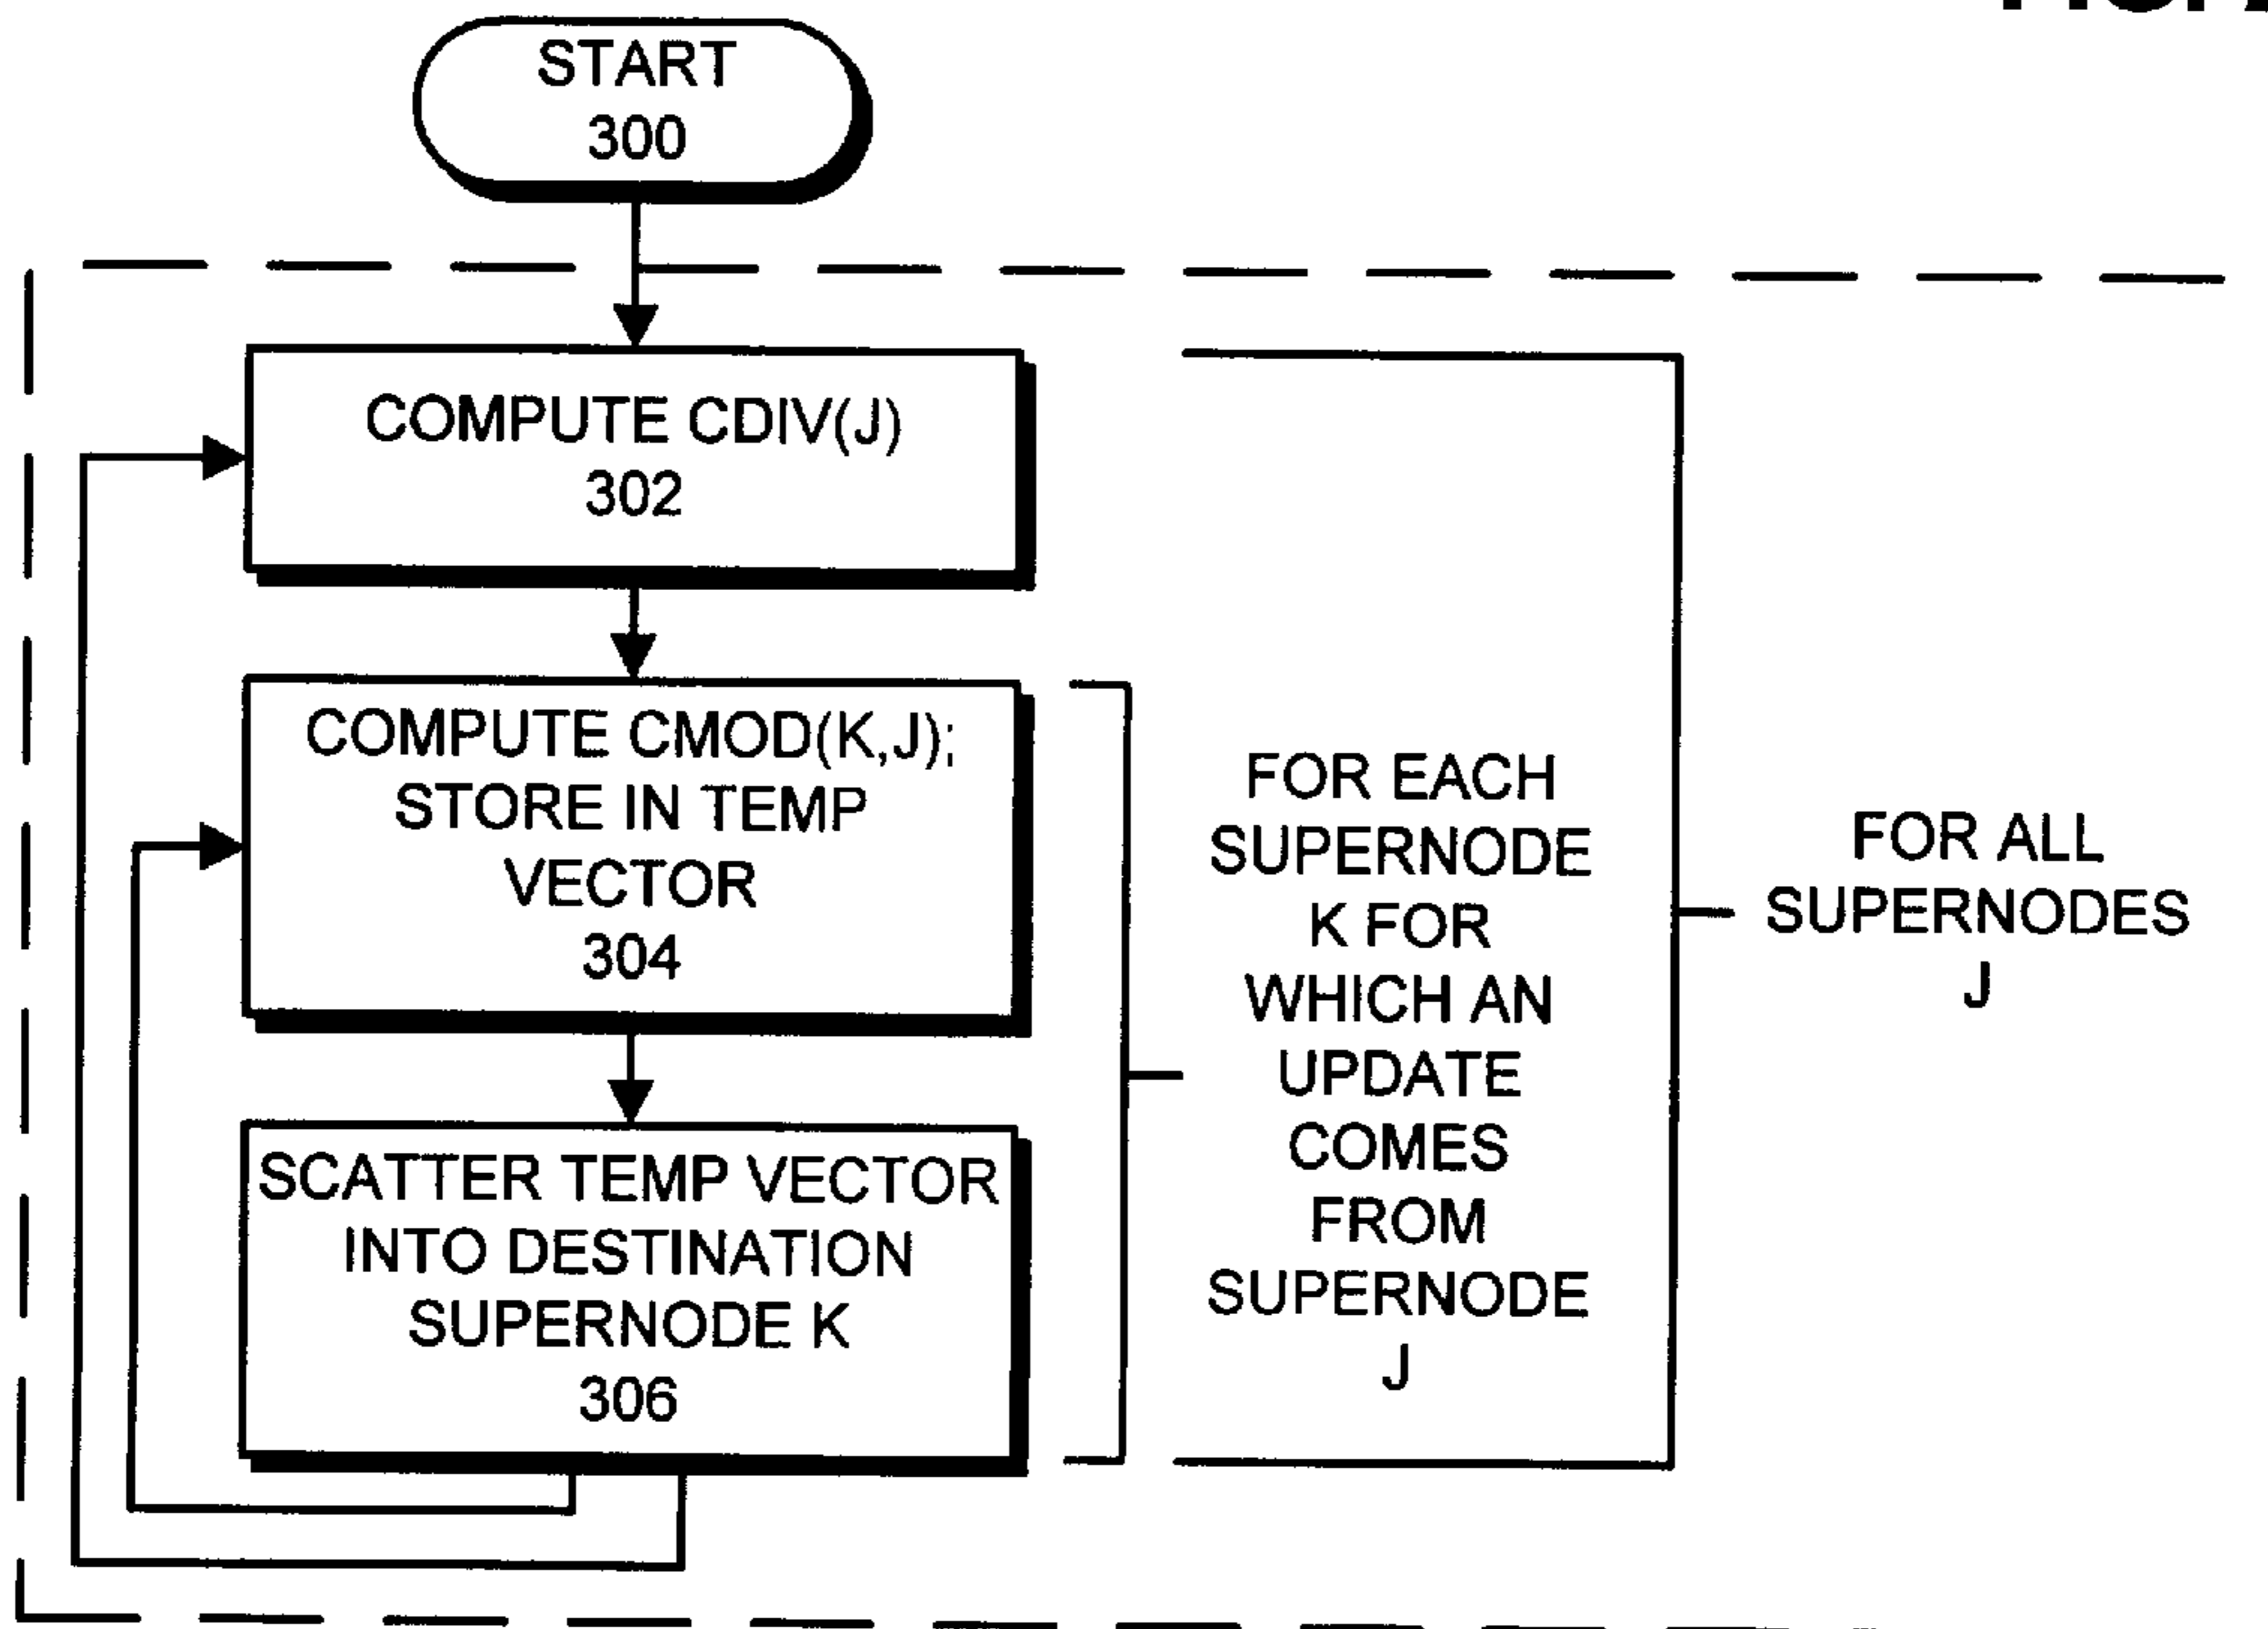 START
300
COMPUTE CDIV(J)
302
COMPUTE CMOD(K,J);
STORE IN TEMP
VECTOR
304
SCATTER TEMP VECTOR
INTO DESTINATION
SUPERNODE K
306
FOR EACH
SUPERNODE
K FOR
WHICH AN
UPDATE
COMES
FROM
SUPERNODE
J
FOR ALL
SUPERNODES
J